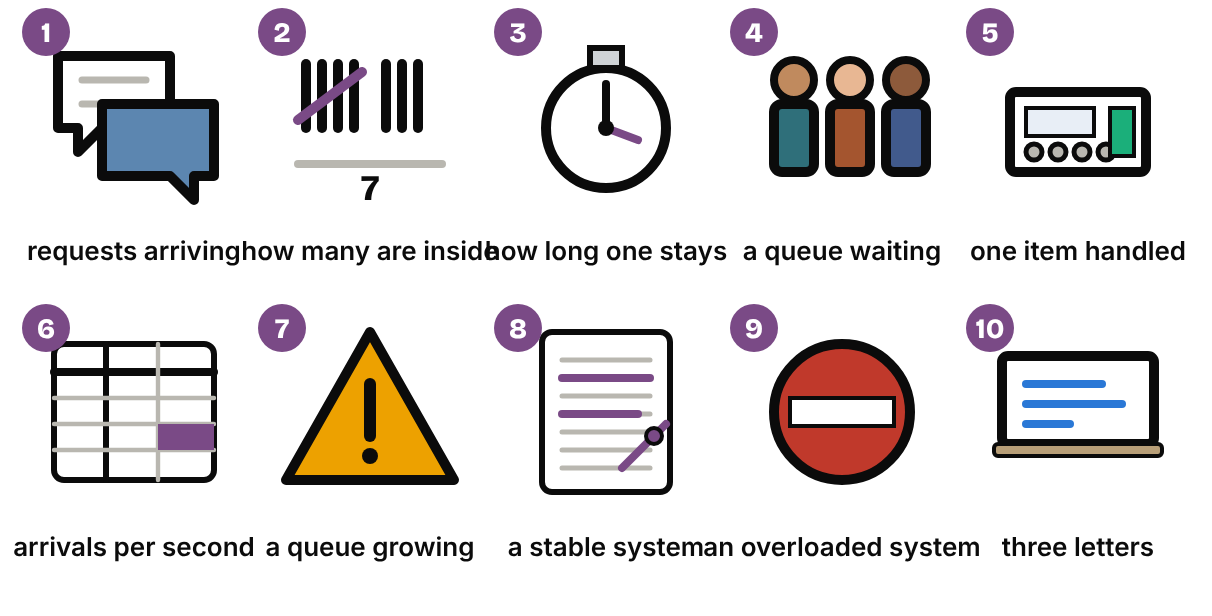 1 2 3 4 5
7
requests arriving how many are inside how long one stays a queue waiting one item handled
6 7 8 9 10
arrivals per second a queue growing a stable system an overloaded system three letters